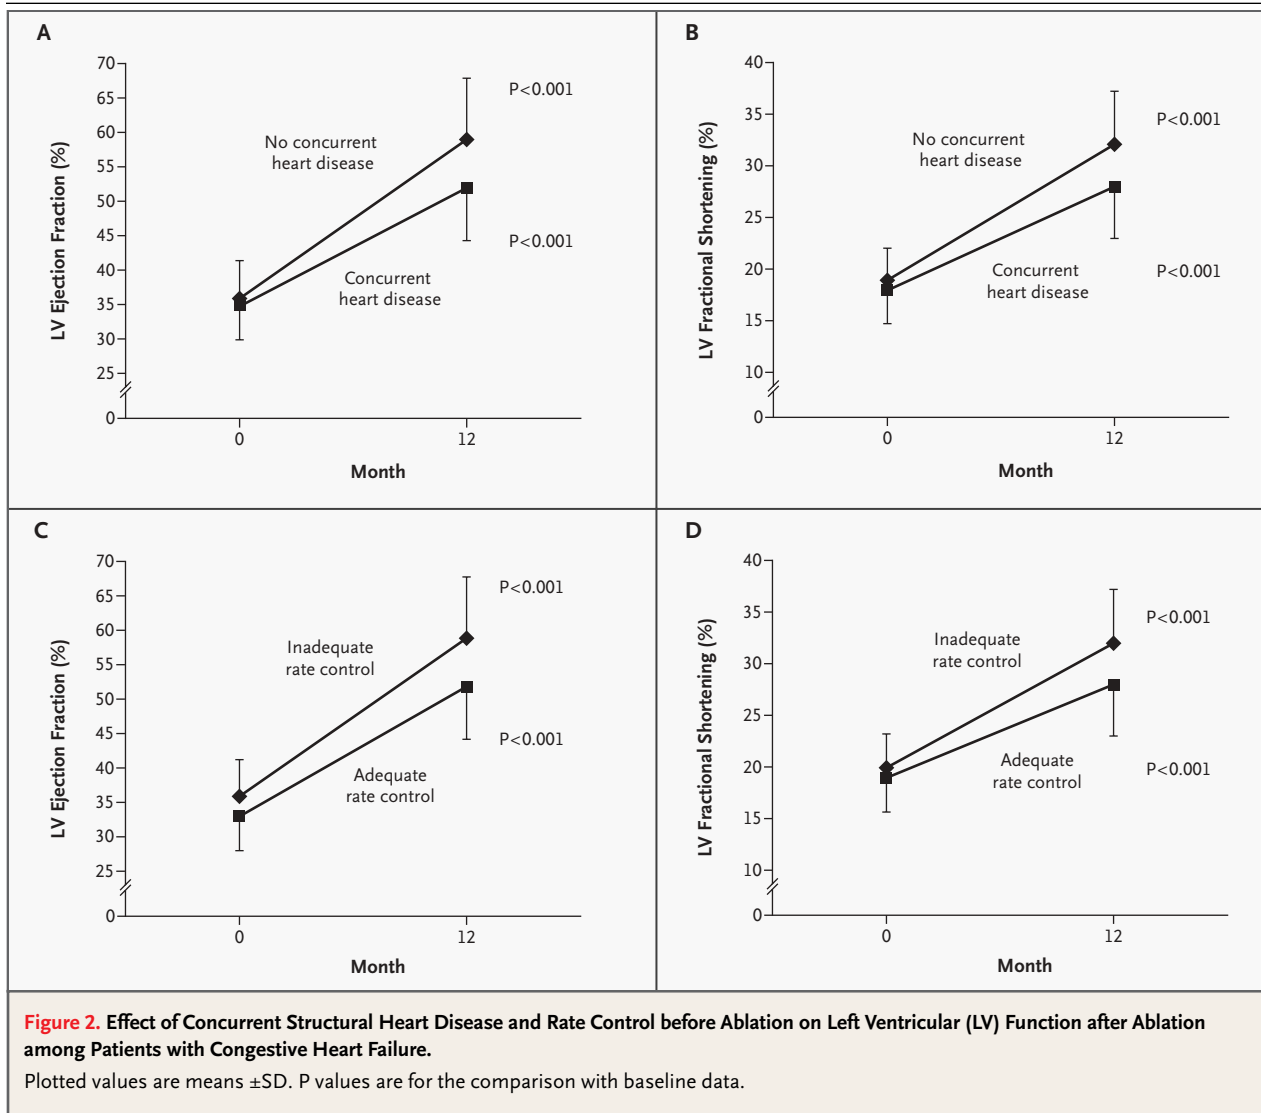 A
70
65
60
55
50
45
40
35
30
25
0
LV Ejection Fraction (%)
No concurrent
heart disease
Concurrent
heart disease
P<0.001
P<0.001
0
12
Month
B
40
35
30
25
20
15
10
0
LV Fractional Shortening (%)
No concurrent
heart disease
Concurrent
heart disease
P<0.001
P<0.001
0
12
Month
C
70
65
60
55
50
45
40
35
30
25
0
LV Ejection Fraction (%)
Inadequate
rate control
Adequate
rate control
P<0.001
P<0.001
0
12
Month
D
40
35
30
25
20
15
10
0
LV Fractional Shortening (%)
Inadequate
rate control
Adequate
rate control
P<0.001
P<0.001
0
12
Month
Figure 2. Effect of Concurrent Structural Heart Disease and Rate Control before Ablation on Left Ventricular (LV) Function after Ablation
among Patients with Congestive Heart Failure.
Plotted values are means ±SD. P values are for the comparison with baseline data.